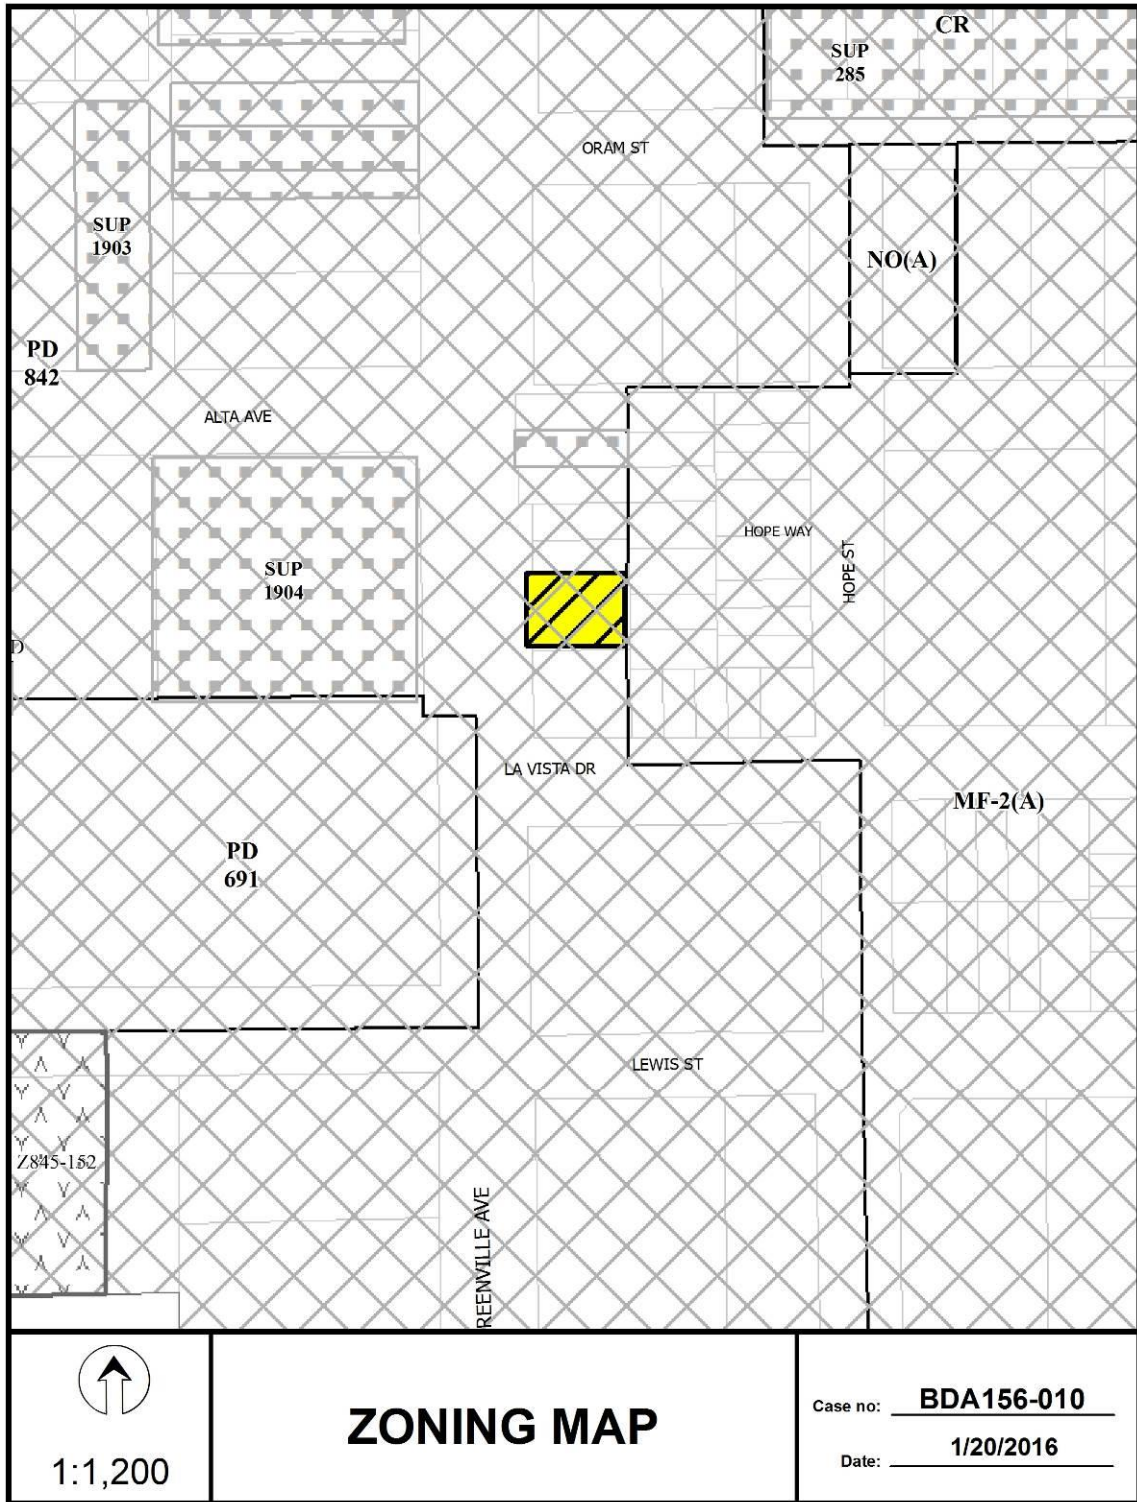 CR
SUP
285
ORAM ST
SUP
1903
NO(A)
PD
842
ALTA AVE
HOPE WAY
SUP
1904
HOPE ST
D
LA VISTA DR
MF-2(A)
PD
691
LEWIS ST
Z845-152
REENVILLE AVE
1:1,200
ZONING MAP
Case no: BDA156-010
Date: 1/20/2016